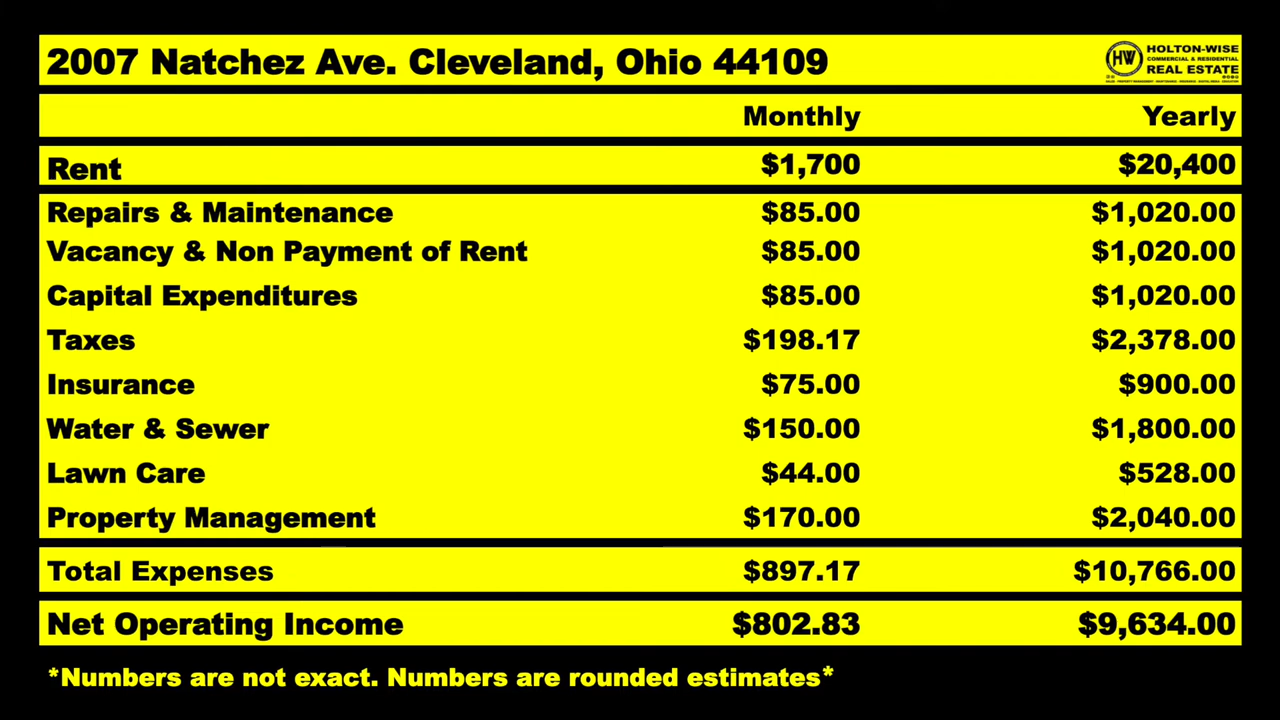 2007 Natchez Ave. Cleveland, Ohio 44109
HW
HOLTON-WISE
COMMERCIAL & RESIDENTIAL
REAL ESTATE
Monthly Yearly
Rent $1,700 $20,400
Repairs & Maintenance $85.00 $1,020.00
Vacancy & Non Payment of Rent $85.00 $1,020.00
Capital Expenditures $85.00 $1,020.00
Taxes $198.17 $2,378.00
Insurance $75.00 $900.00
Water & Sewer $150.00 $1,800.00
Lawn Care $44.00 $528.00
Property Management $170.00 $2,040.00
Total Expenses $897.17 $10,766.00
Net Operating Income $802.83 $9,634.00
*Numbers are not exact. Numbers are rounded estimates*